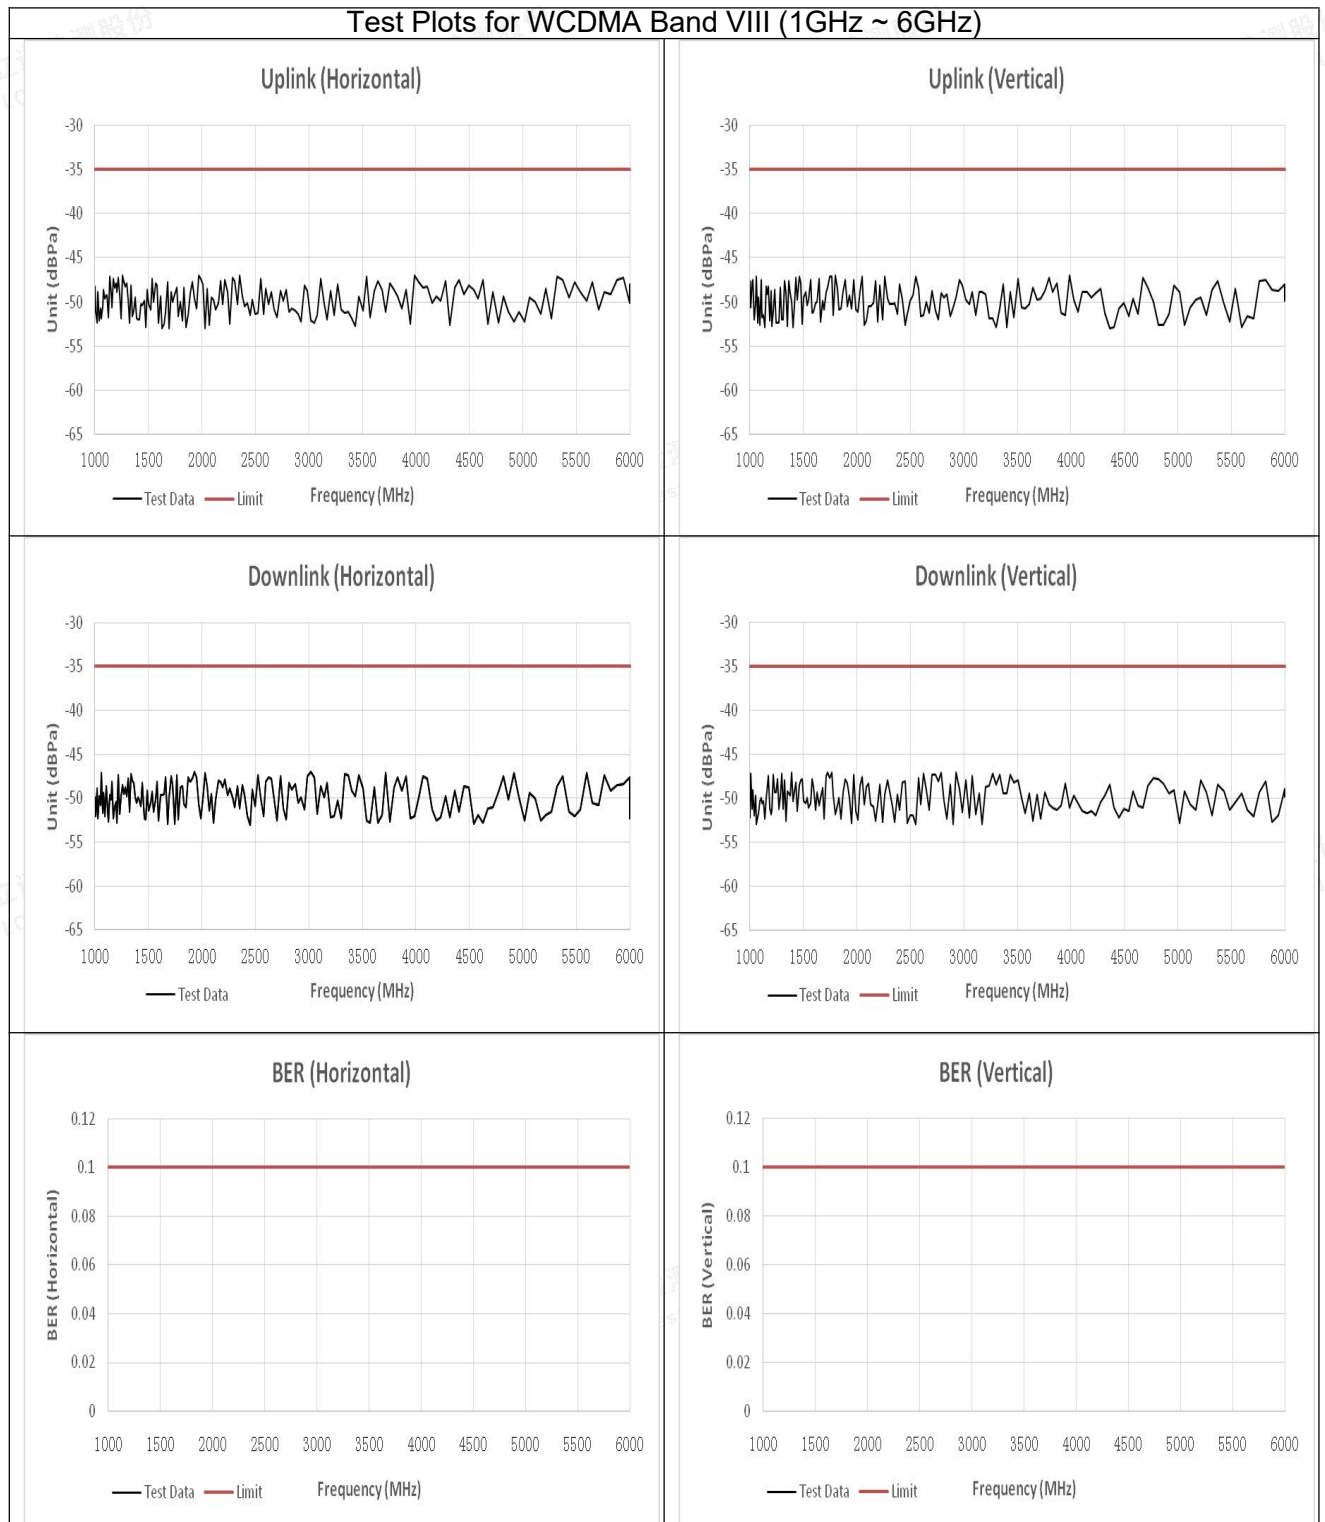 Test Plots for WCDMA Band VIII (1GHz ~ 6GHz)
Uplink (Horizontal)
-30
-35
-40
-45
-50
-55
-60
-65
Unit (dBPa)
1000 1500 2000 2500 3000 3500 4000 4500 5000 5500 6000
Test Data Limit Frequency (MHz)
Uplink (Vertical)
-30
-35
-40
-45
-50
-55
-60
-65
Unit (dBPa)
1000 1500 2000 2500 3000 3500 4000 4500 5000 5500 6000
Test Data Limit Frequency (MHz)
Downlink (Horizontal)
-30
-35
-40
-45
-50
-55
-60
-65
Unit (dBPa)
1000 1500 2000 2500 3000 3500 4000 4500 5000 5500 6000
Test Data Frequency (MHz)
Downlink (Vertical)
-30
-35
-40
-45
-50
-55
-60
-65
Unit (dBPa)
1000 1500 2000 2500 3000 3500 4000 4500 5000 5500 6000
Test Data Limit Frequency (MHz)
BER (Horizontal)
0.12
0.1
0.08
0.06
0.04
0.02
0
BER (Horizontal)
1000 1500 2000 2500 3000 3500 4000 4500 5000 5500 6000
Test Data Limit Frequency (MHz)
BER (Vertical)
0.12
0.1
0.08
0.06
0.04
0.02
0
BER (Vertical)
1000 1500 2000 2500 3000 3500 4000 4500 5000 5500 6000
Test Data Limit Frequency (MHz)